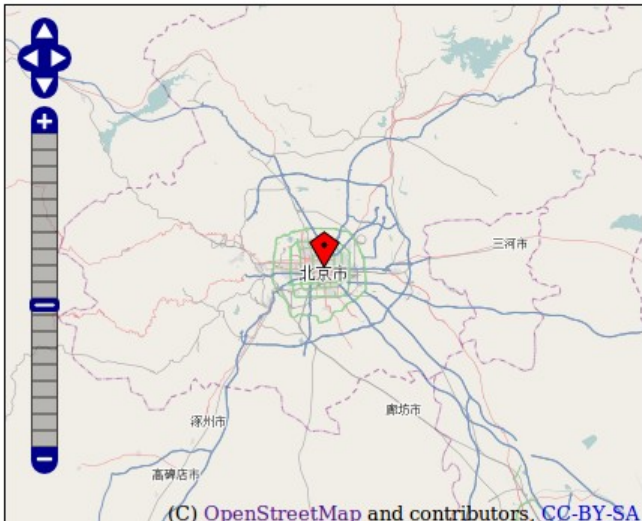 三河市
北京市
廊坊市
涿州市
高碑店市
(C) OpenStreetMap and contributors, CC-BY-SA